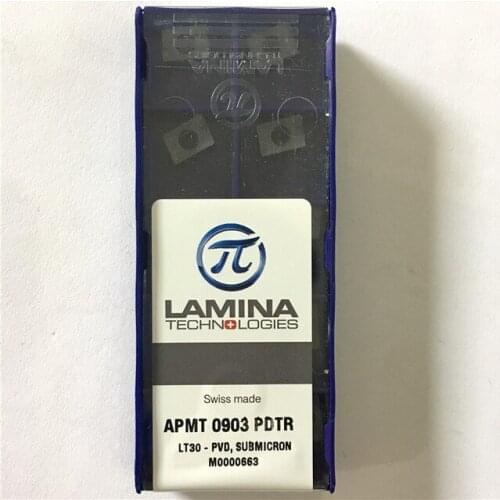 π
LAMINA
TECHNOLOGIES
Swiss made
APMT 0903 PDTR
LT30 - PVD, SUBMICRON
M0000663